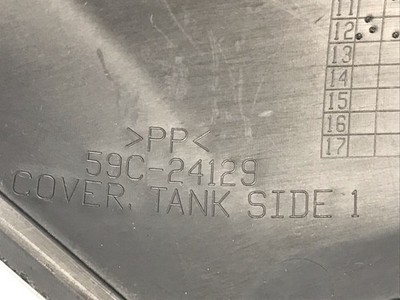 11
12
13
14
15
16
17
>PP<
59C-24129
COVER, TANK SIDE 1